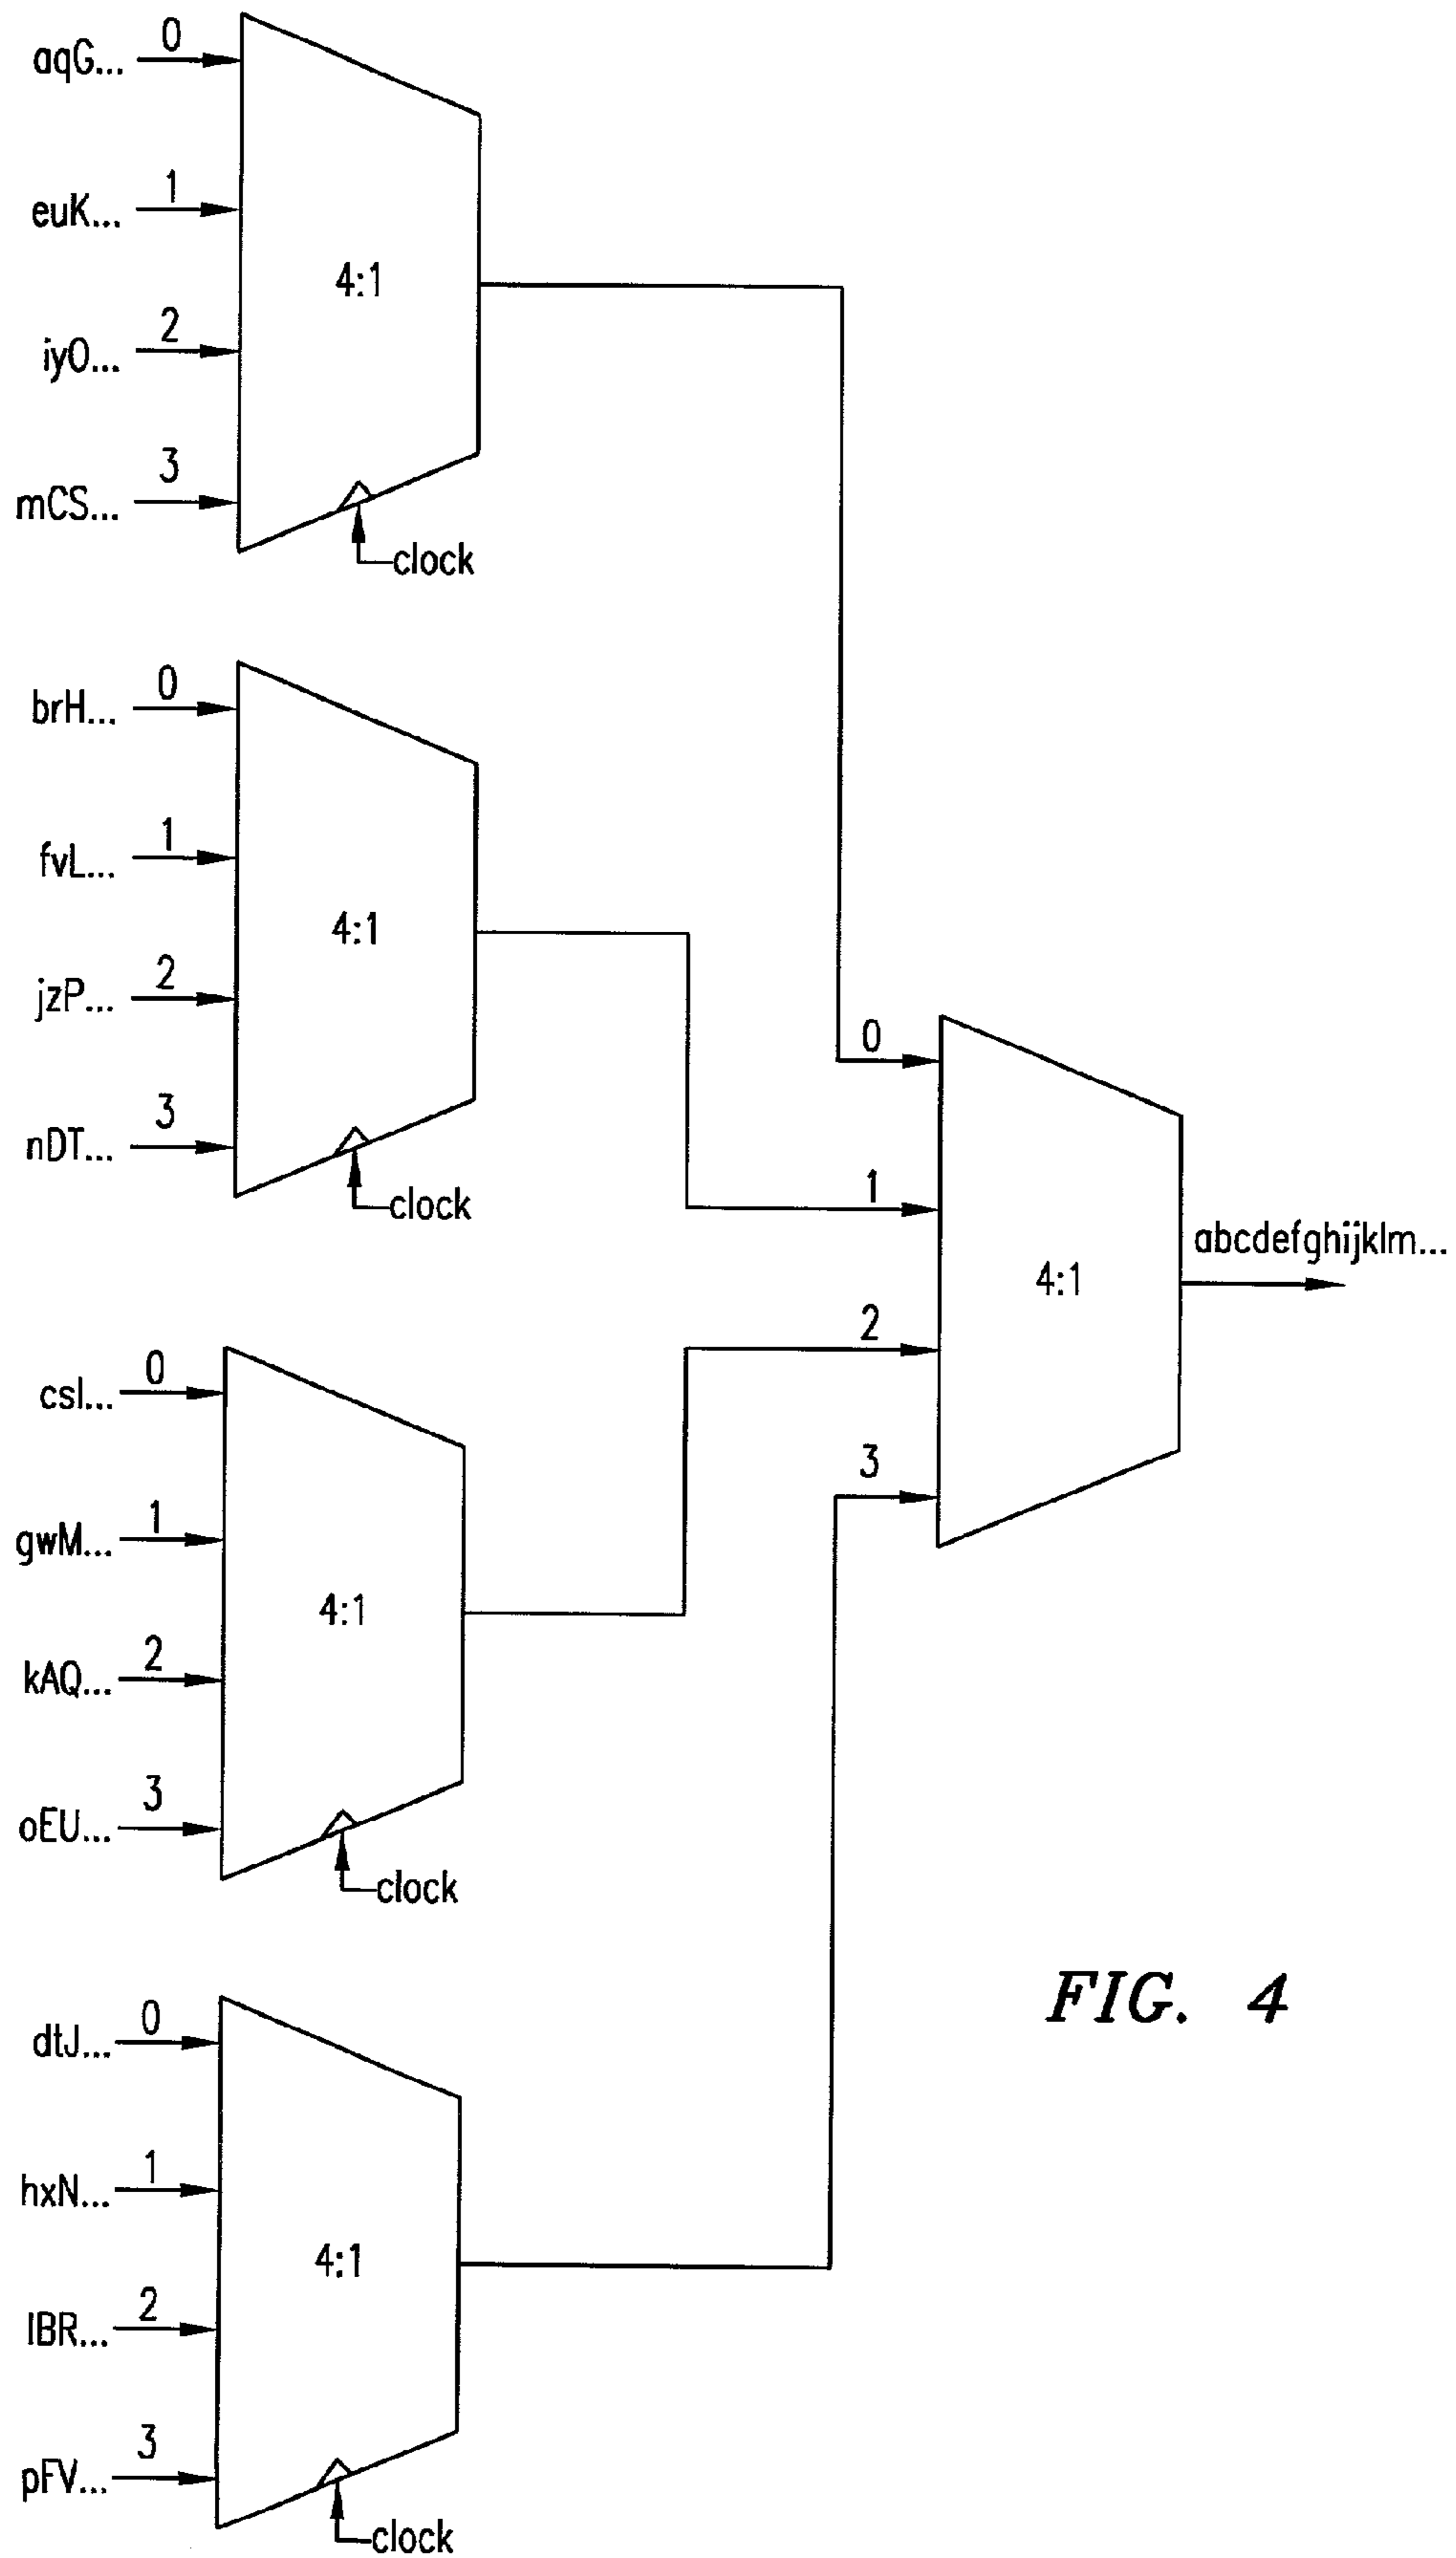 0
aqG...
1
euK...
4:1
2
iyO...
3
mCS...
clock
0
brH...
1
fvL...
4:1
2
jzP...
3
nDT...
clock
0
1
abcdefghijklm...
4:1
2
3
0
csI...
1
gwM...
4:1
2
kAQ...
3
oEU...
clock
FIG. 4
0
dtJ...
1
hxN...
4:1
2
lBR...
3
pFV...
clock